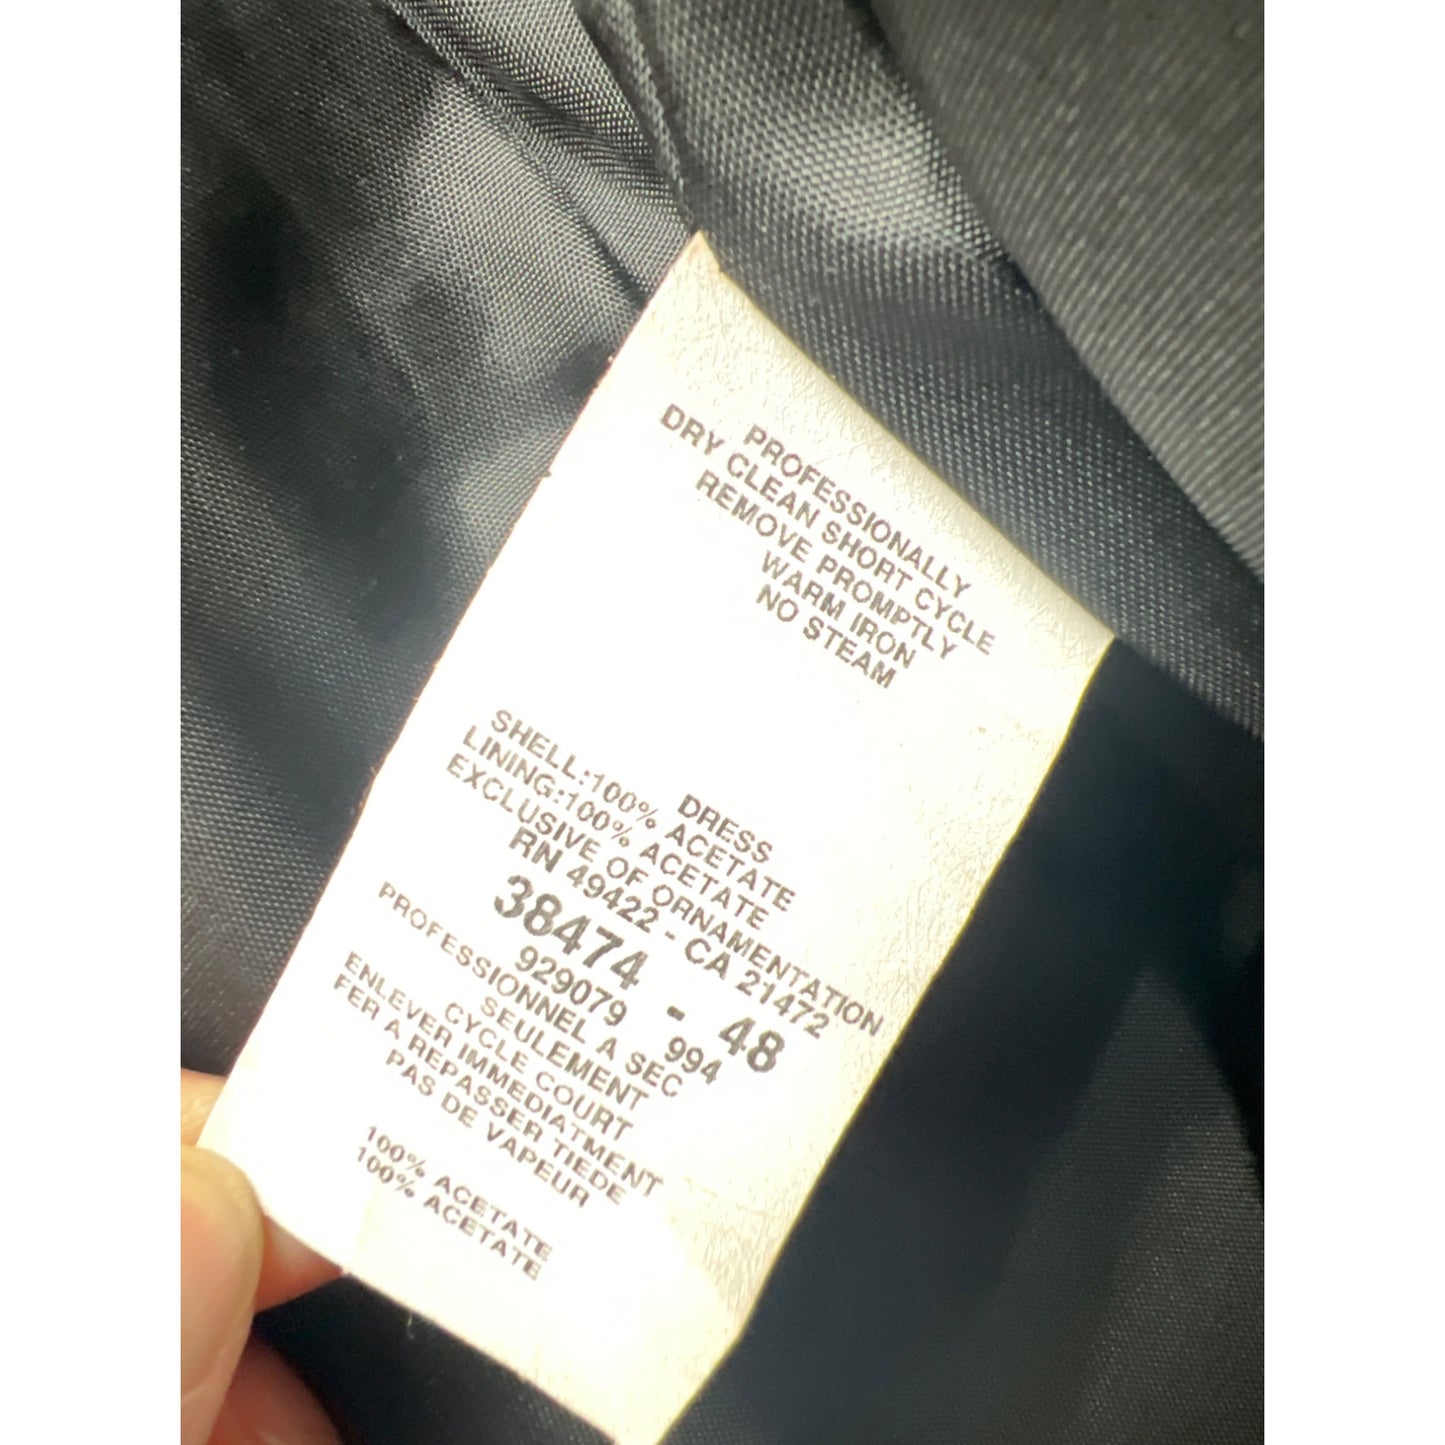 PROFESSIONALLY
DRY CLEAN SHORT CYCLE
REMOVE PROMPTLY
WARM IRON
NO STEAM
DRESS
SHELL:100% ACETATE
LINING:100% ACETATE
EXCLUSIVE OF ORNAMENTATION
RN 49422 - CA 21472
38474 - 48
929079 994
PROFESSIONNEL A SEC
SEULEMENT
CYCLE COURT
ENLEVER IMMEDIATMENT
FER A REPASSER TIEDE
PAS DE VAPEUR
100% ACETATE
100% ACETATE